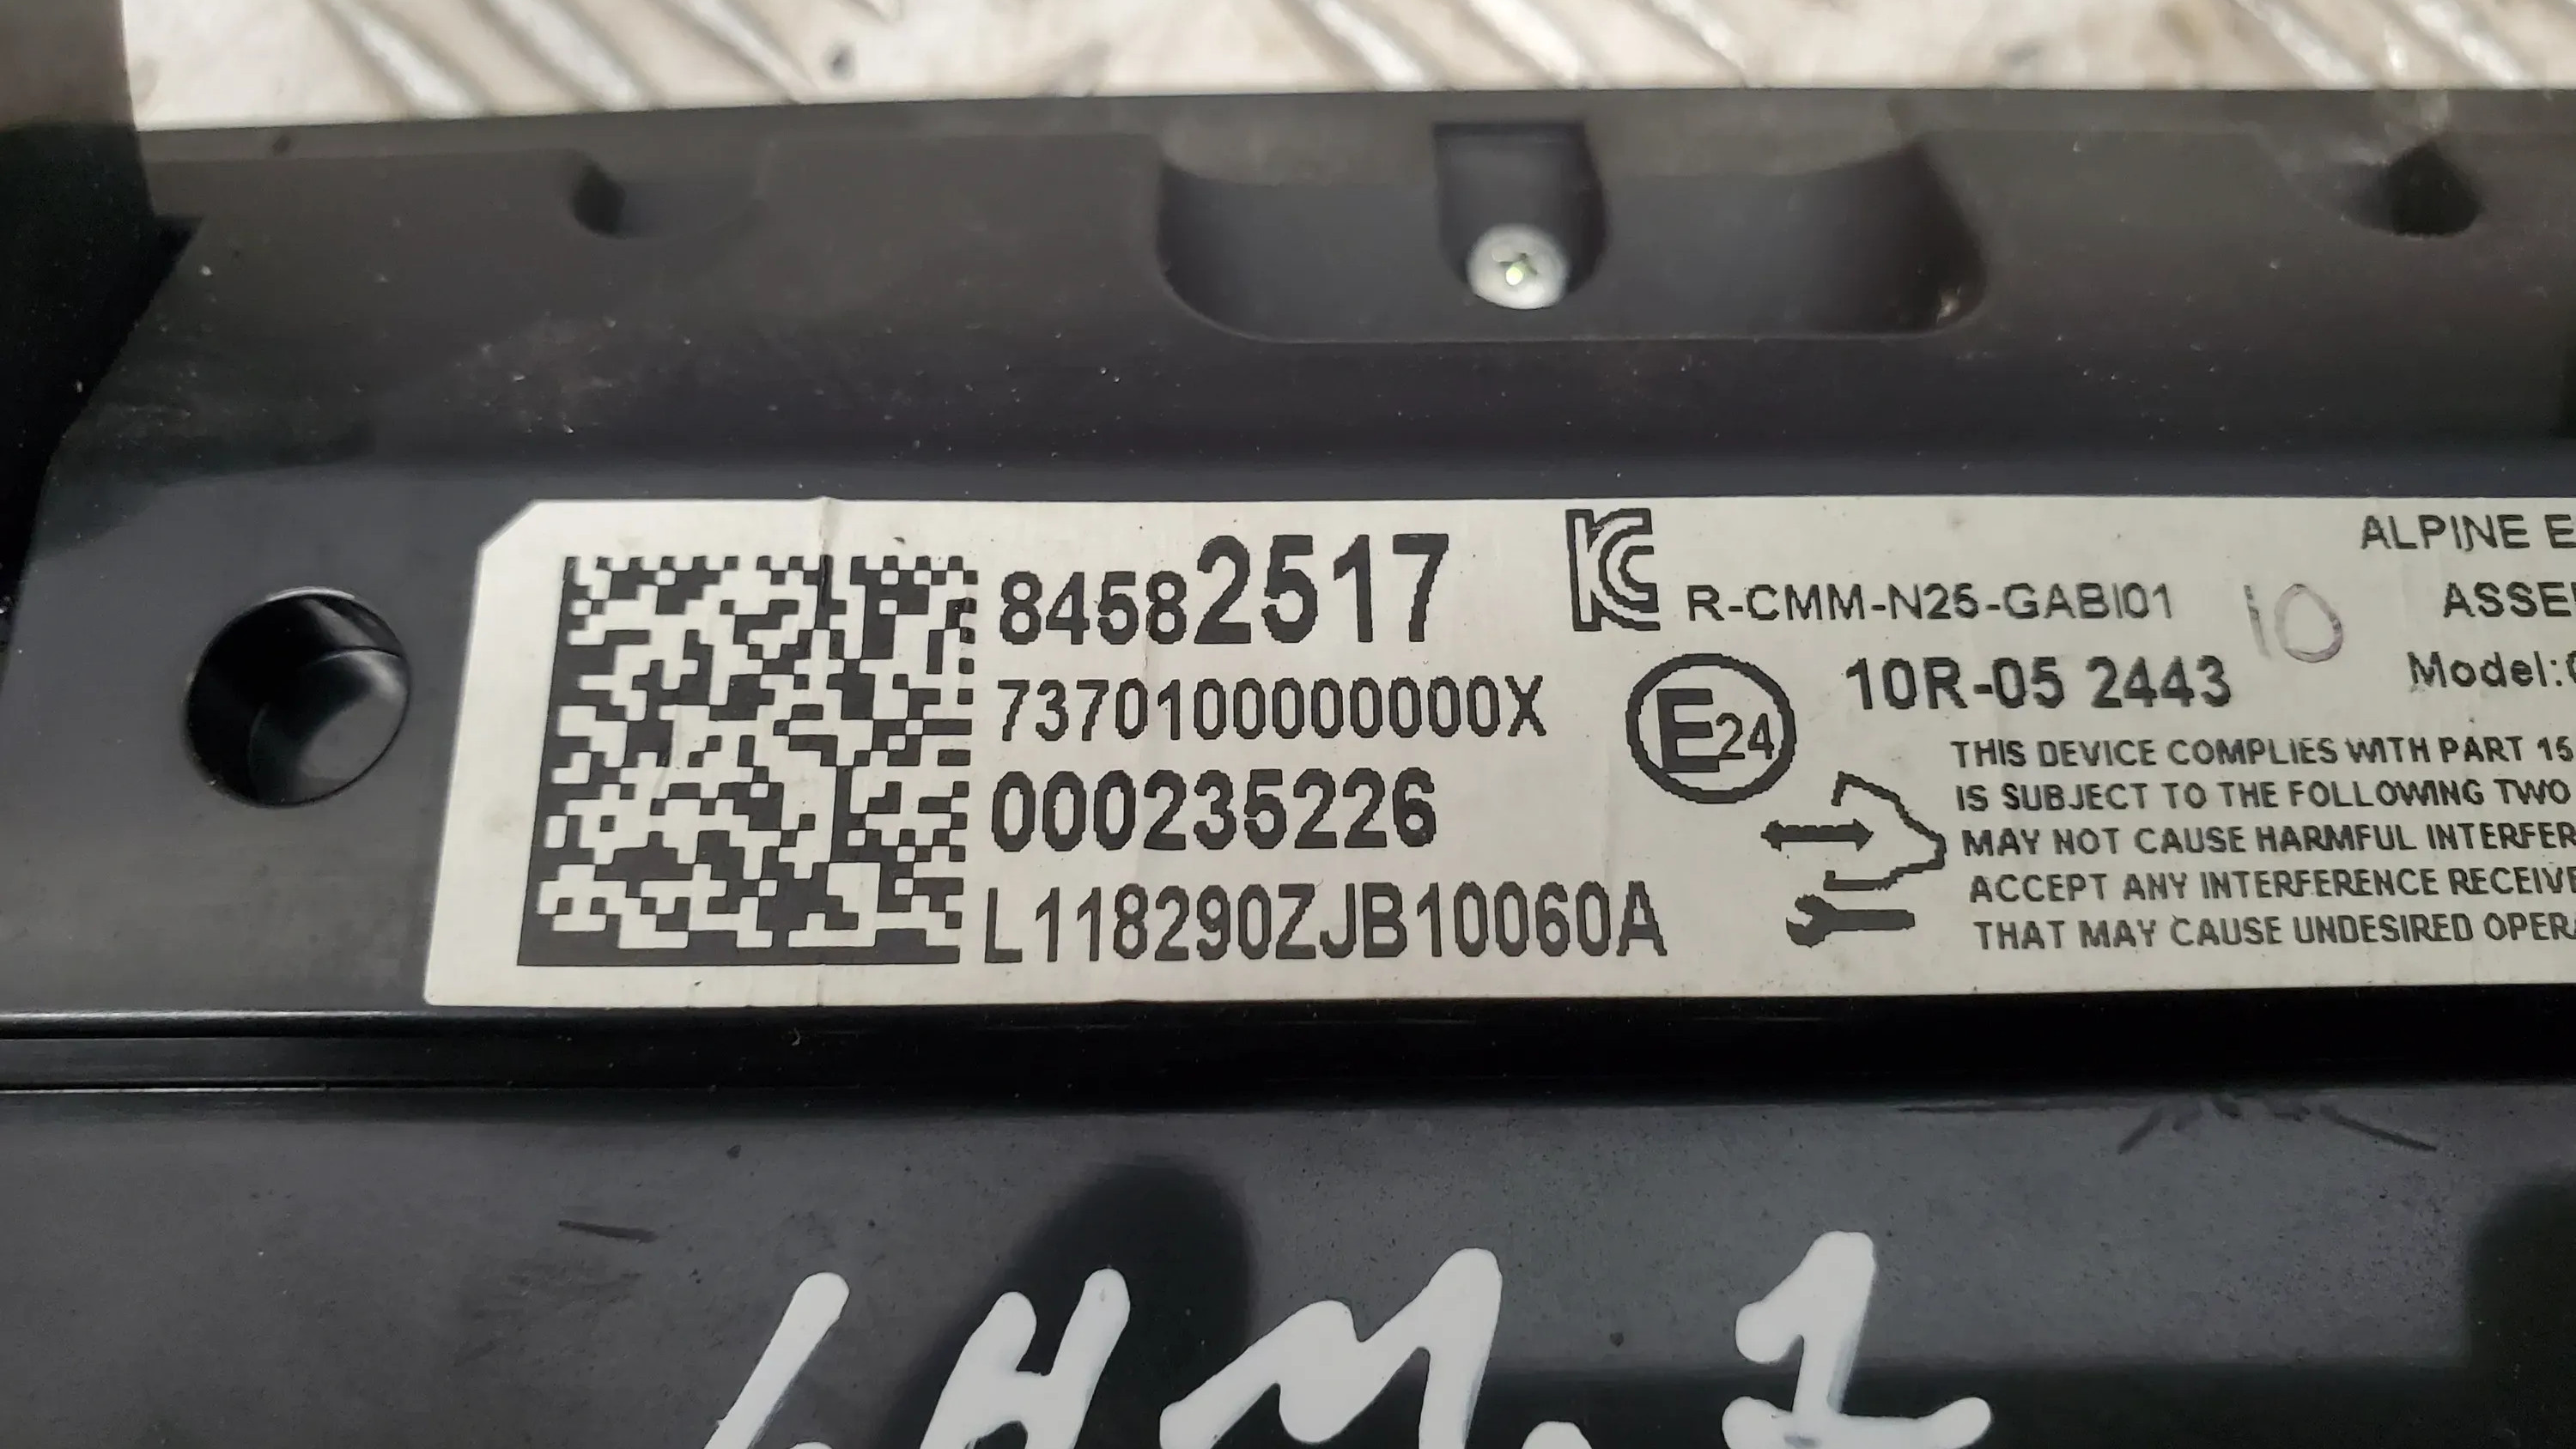 84582517
7370100000000X
000235226
L118290ZJB10060A
R-CMM-N25-GABI01
10
E24
10R-05 2443
ALPINE E
ASSE
Model:
THIS DEVICE COMPLIES WITH PART 15
IS SUBJECT TO THE FOLLOWING TWO
MAY NOT CAUSE HARMFUL INTERFER
ACCEPT ANY INTERFERENCE RECEIVE
THAT MAY CAUSE UNDESIRED OPERA